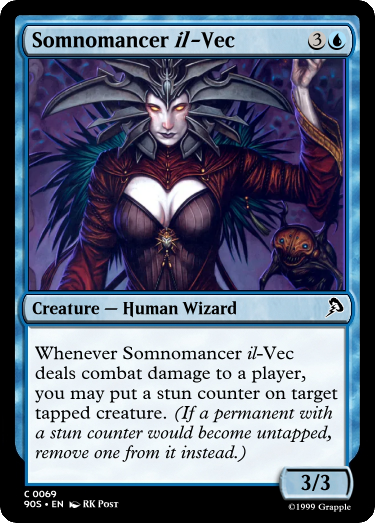 Somnomancer il-Vec 3
Creature — Human Wizard
Whenever Somnomancer il-Vec
deals combat damage to a player,
you may put a stun counter on target
tapped creature. (If a permanent with
a stun counter would become untapped,
remove one from it instead.)
3/3
C 0069
90S • EN RK Post
©1999 Grapple